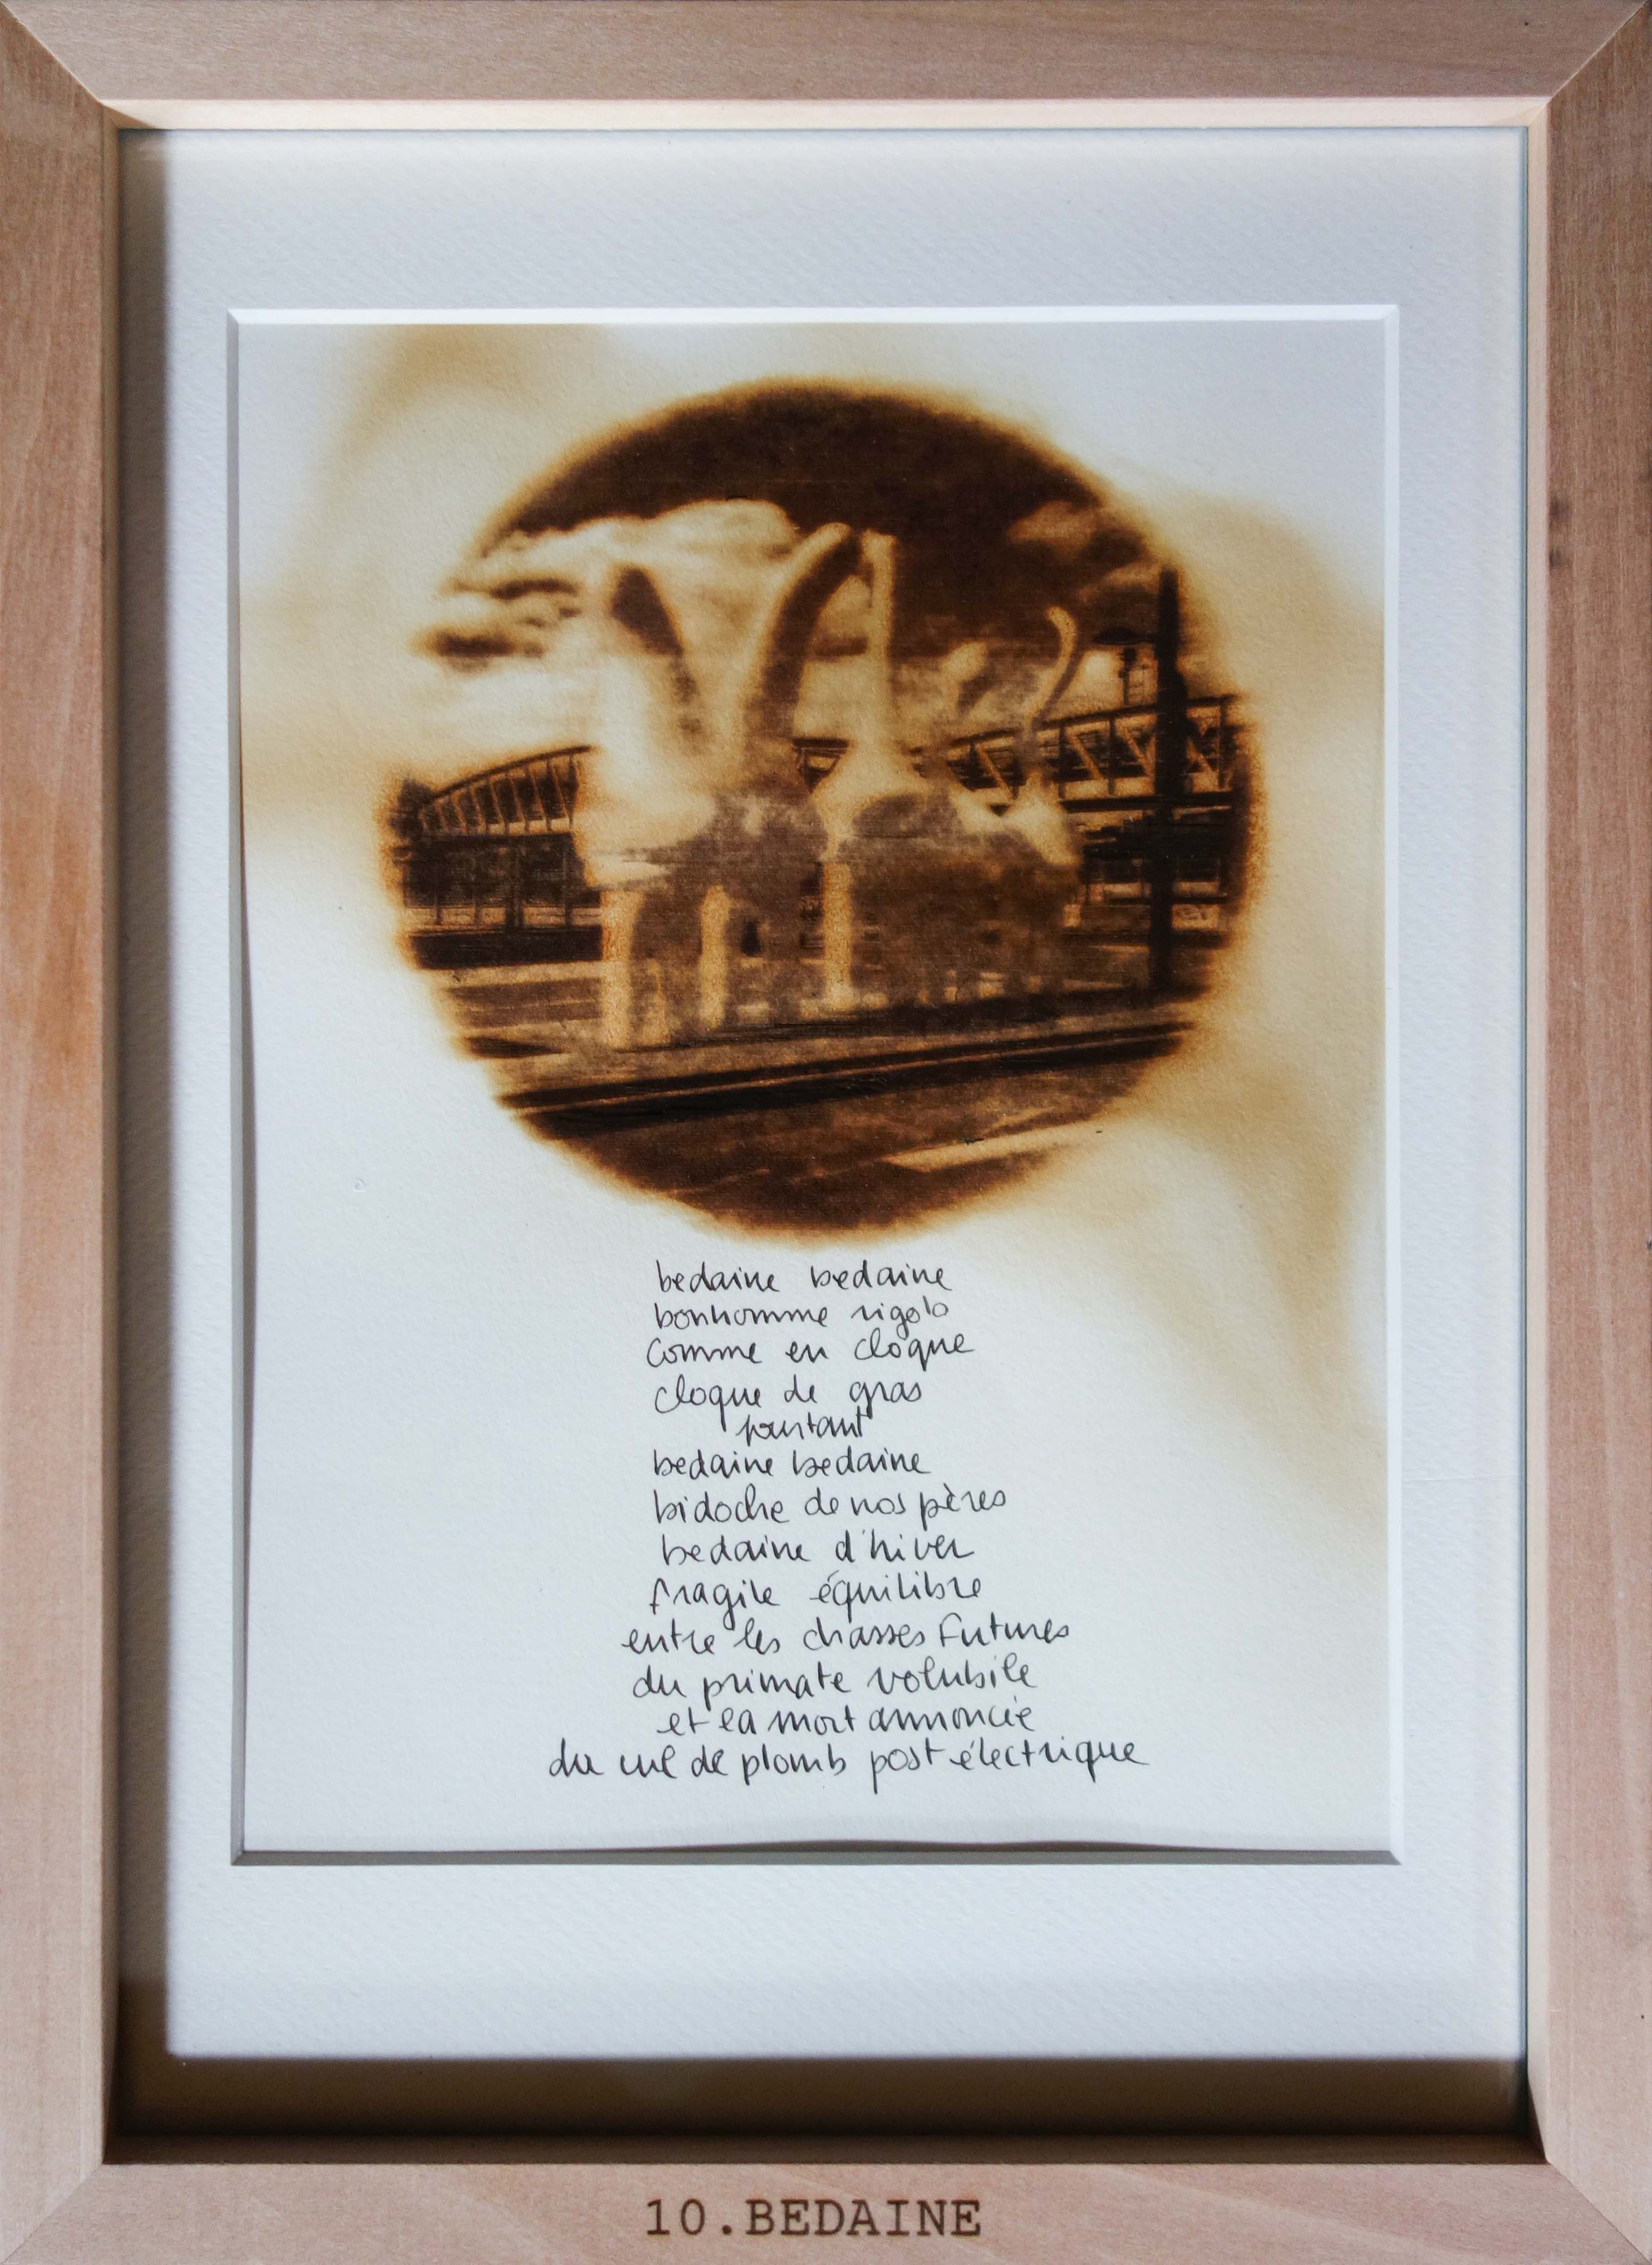 bedaine bedaine
bonhomme rigolo
comme en cloque
cloque de gras
pourtant
bedaine bedaine
bidoche de nos pères
bedaine d'hiver
fragile équilibre
entre les chasses futures
du primate volubile
et la mort annoncée
du cul de plomb post électrique
10.BEDAINE